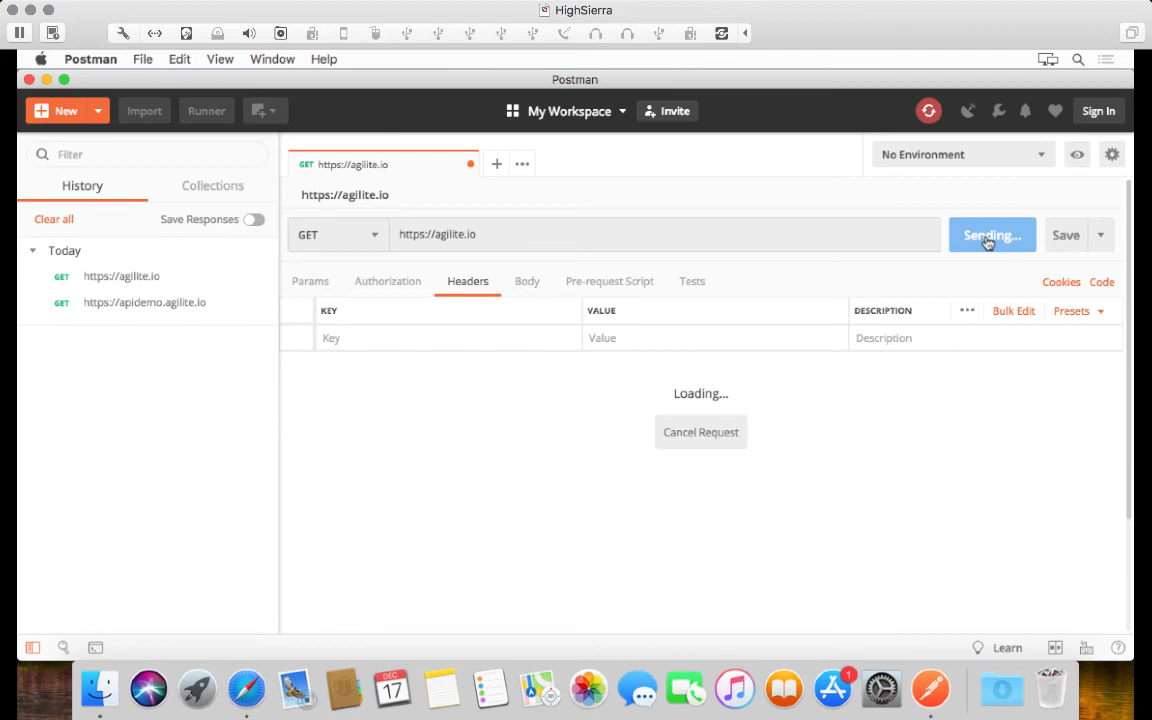 HighSierra
Postman File Edit View Window Help
Postman
New Import Runner My Workspace Invite Sign In
Filter
History Collections
Clear all Save Responses
Today
GET https://agilite.io
GET https://apidemo.agilite.io
GET https://agilite.io
No Environment
https://agilite.io
GET https://agilite.io Sending... Save
Params Authorization Headers Body Pre-request Script Tests Cookies Code
KEY VALUE DESCRIPTION Bulk Edit Presets
Key Value Description
Loading...
Cancel Request
Learn
DEC
17
1